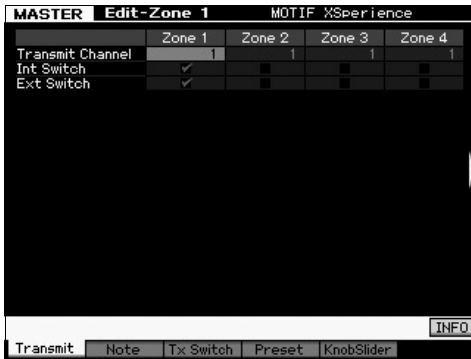 MASTER Edit-Zone 1 MOTIF XSperience
Zone 1 Zone 2 Zone 3 Zone 4
Transmit Channel 1 1 1 1
Int Switch
Ext Switch
INFO
Transmit Note Tx Switch Preset KnobSlider